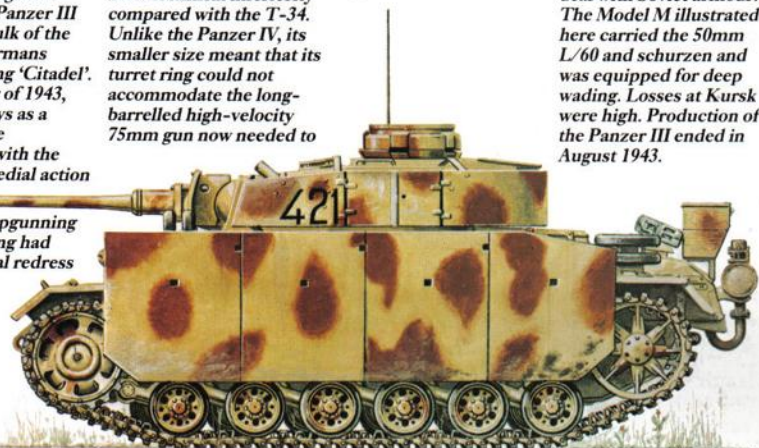 Panzer III
ulk of the
rmans
ng ‘Citadel’.
of 1943,
ws as a
with the
edial action
pgunning
ng had
al redress
compared with the T-34.
Unlike the Panzer IV, its
smaller size meant that its
turret ring could not
accommodate the long-
barrelled high-velocity
75mm gun now needed to
The Model M illustrated
here carried the 50mm
L/60 and schurzen and
was equipped for deep
wading. Losses at Kursk
were high. Production of
the Panzer III ended in
August 1943.
421